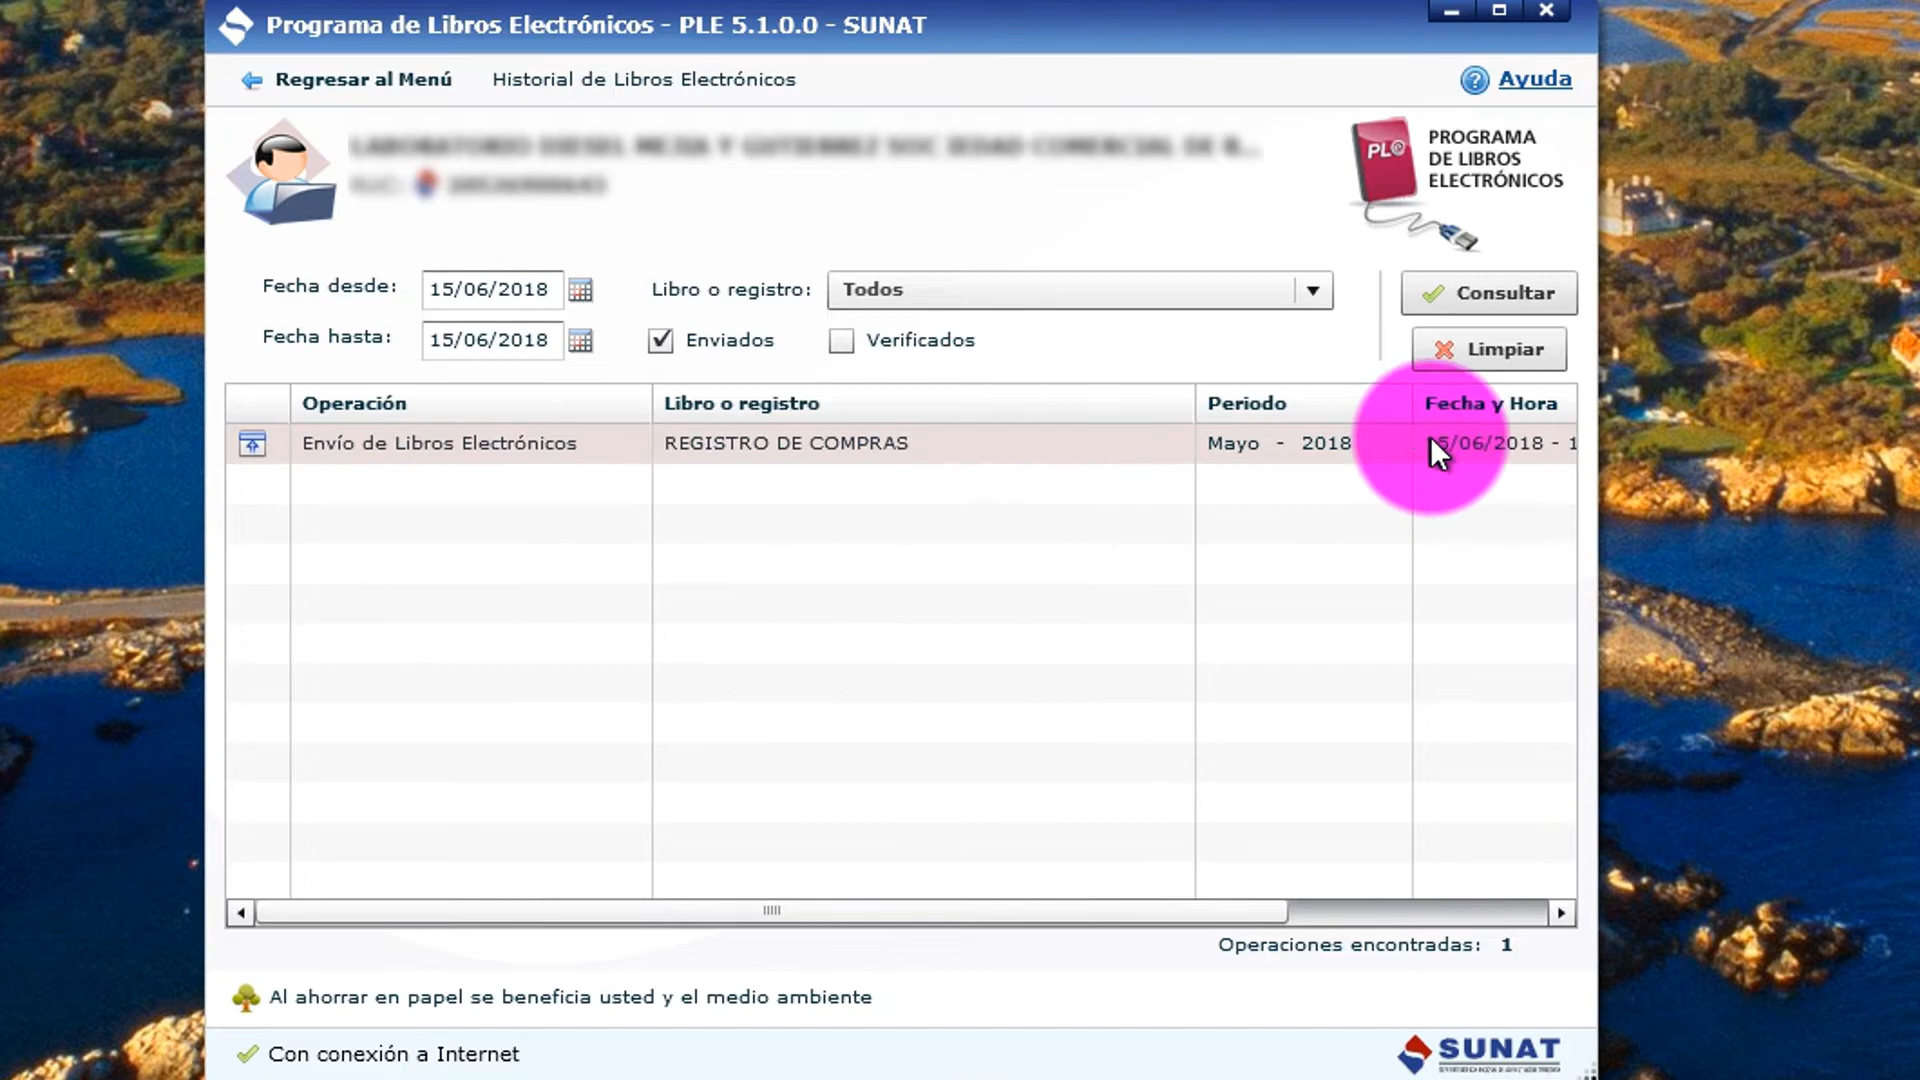 Programa de Libros Electrónicos - PLE 5.1.0.0 - SUNAT
Regresar al Menú Historial de Libros Electrónicos Ayuda
PL@ PROGRAMA
DE LIBROS
ELECTRÓNICOS
Fecha desde: 15/06/2018 Libro o registro: Todos Consultar
Fecha hasta: 15/06/2018 Enviados Verificados Limpiar
Operación Libro o registro Periodo Fecha y Hora
Envío de Libros Electrónicos REGISTRO DE COMPRAS Mayo - 2018 15/06/2018 - 1
Operaciones encontradas: 1
Al ahorrar en papel se beneficia usted y el medio ambiente
Con conexión a Internet SUNAT